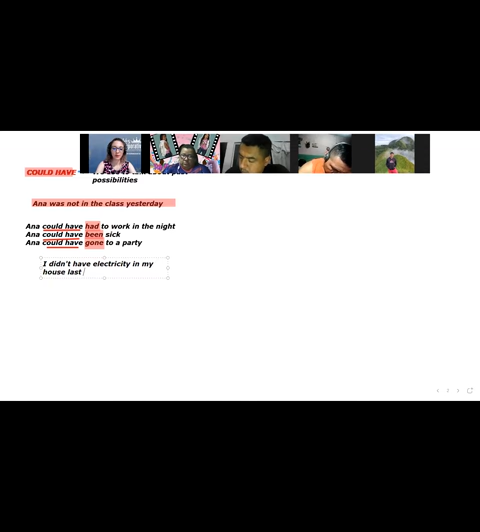 COULD HAVE
possibilities
Ana was not in the class yesterday
Ana could have had to work in the night
Ana could have been sick
Ana could have gone to a party
I didn't have electricity in my
house last